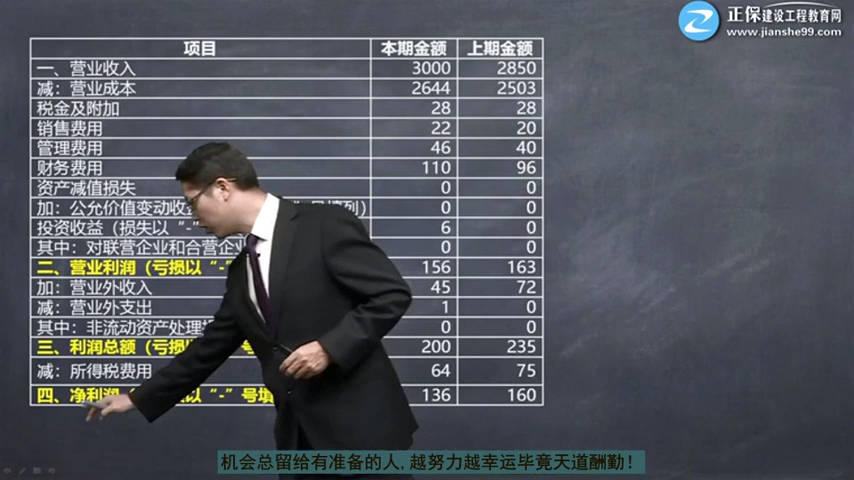 正保建设工程教育网
www.jianshe99.com
项目 本期金额 上期金额
一、营业收入 3000 2850
减：营业成本 2644 2503
税金及附加 28 28
销售费用 22 20
管理费用 46 40
财务费用 110 96
资产减值损失 0 0
加：公允价值变动收 号填列） 0 0
投资收益（损失以“-” 6 0
其中：对联营企业和合营企 0 0
二、营业利润（亏损以“-” 156 163
加：营业外收入 45 72
减：营业外支出 1 0
其中：非流动资产处理 0 0
三、利润总额（亏损 号 200 235
减：所得税费用 64 75
四、净利润 以“-”号填 136 160
机会总留给有准备的人，越努力越幸运毕竟天道酬勤！